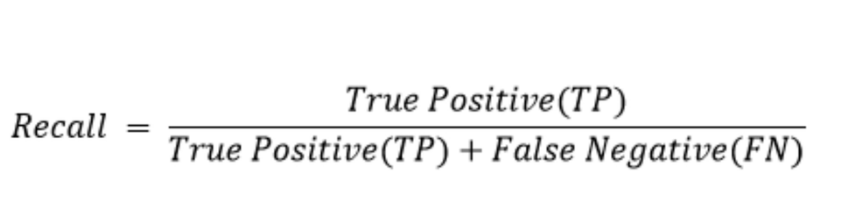 True Positive(TP)
Recall =
True Positive(TP) + False Negative(FN)